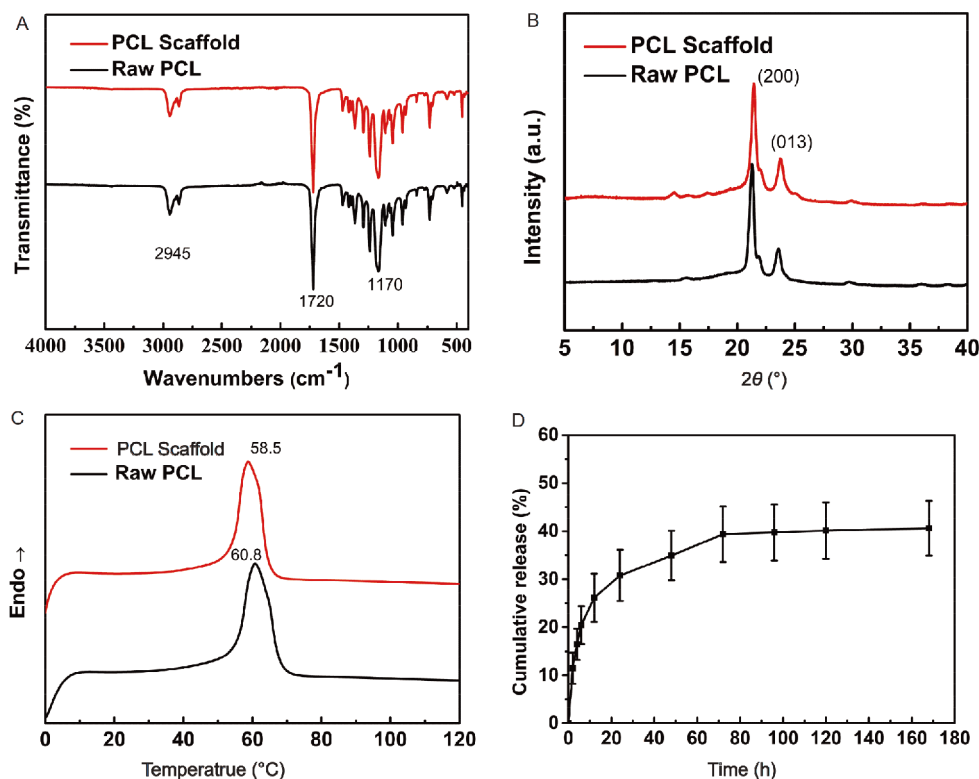 A
PCL Scaffold
Raw PCL
Transmittance (%)
2945
1720
1170
4000 3500 3000 2500 2000 1500 1000 500
Wavenumbers (cm-1)
B
PCL Scaffold
Raw PCL
(200)
(013)
Intensity (a.u.)
5 10 15 20 25 30 35 40
2θ (°)
C
PCL Scaffold
Raw PCL
58.5
60.8
Endo →
0 20 40 60 80 100 120
Temperatrue (°C)
D
60
50
40
30
20
10
0
Cumulative release (%)
0 20 40 60 80 100 120 140 160 180
Time (h)